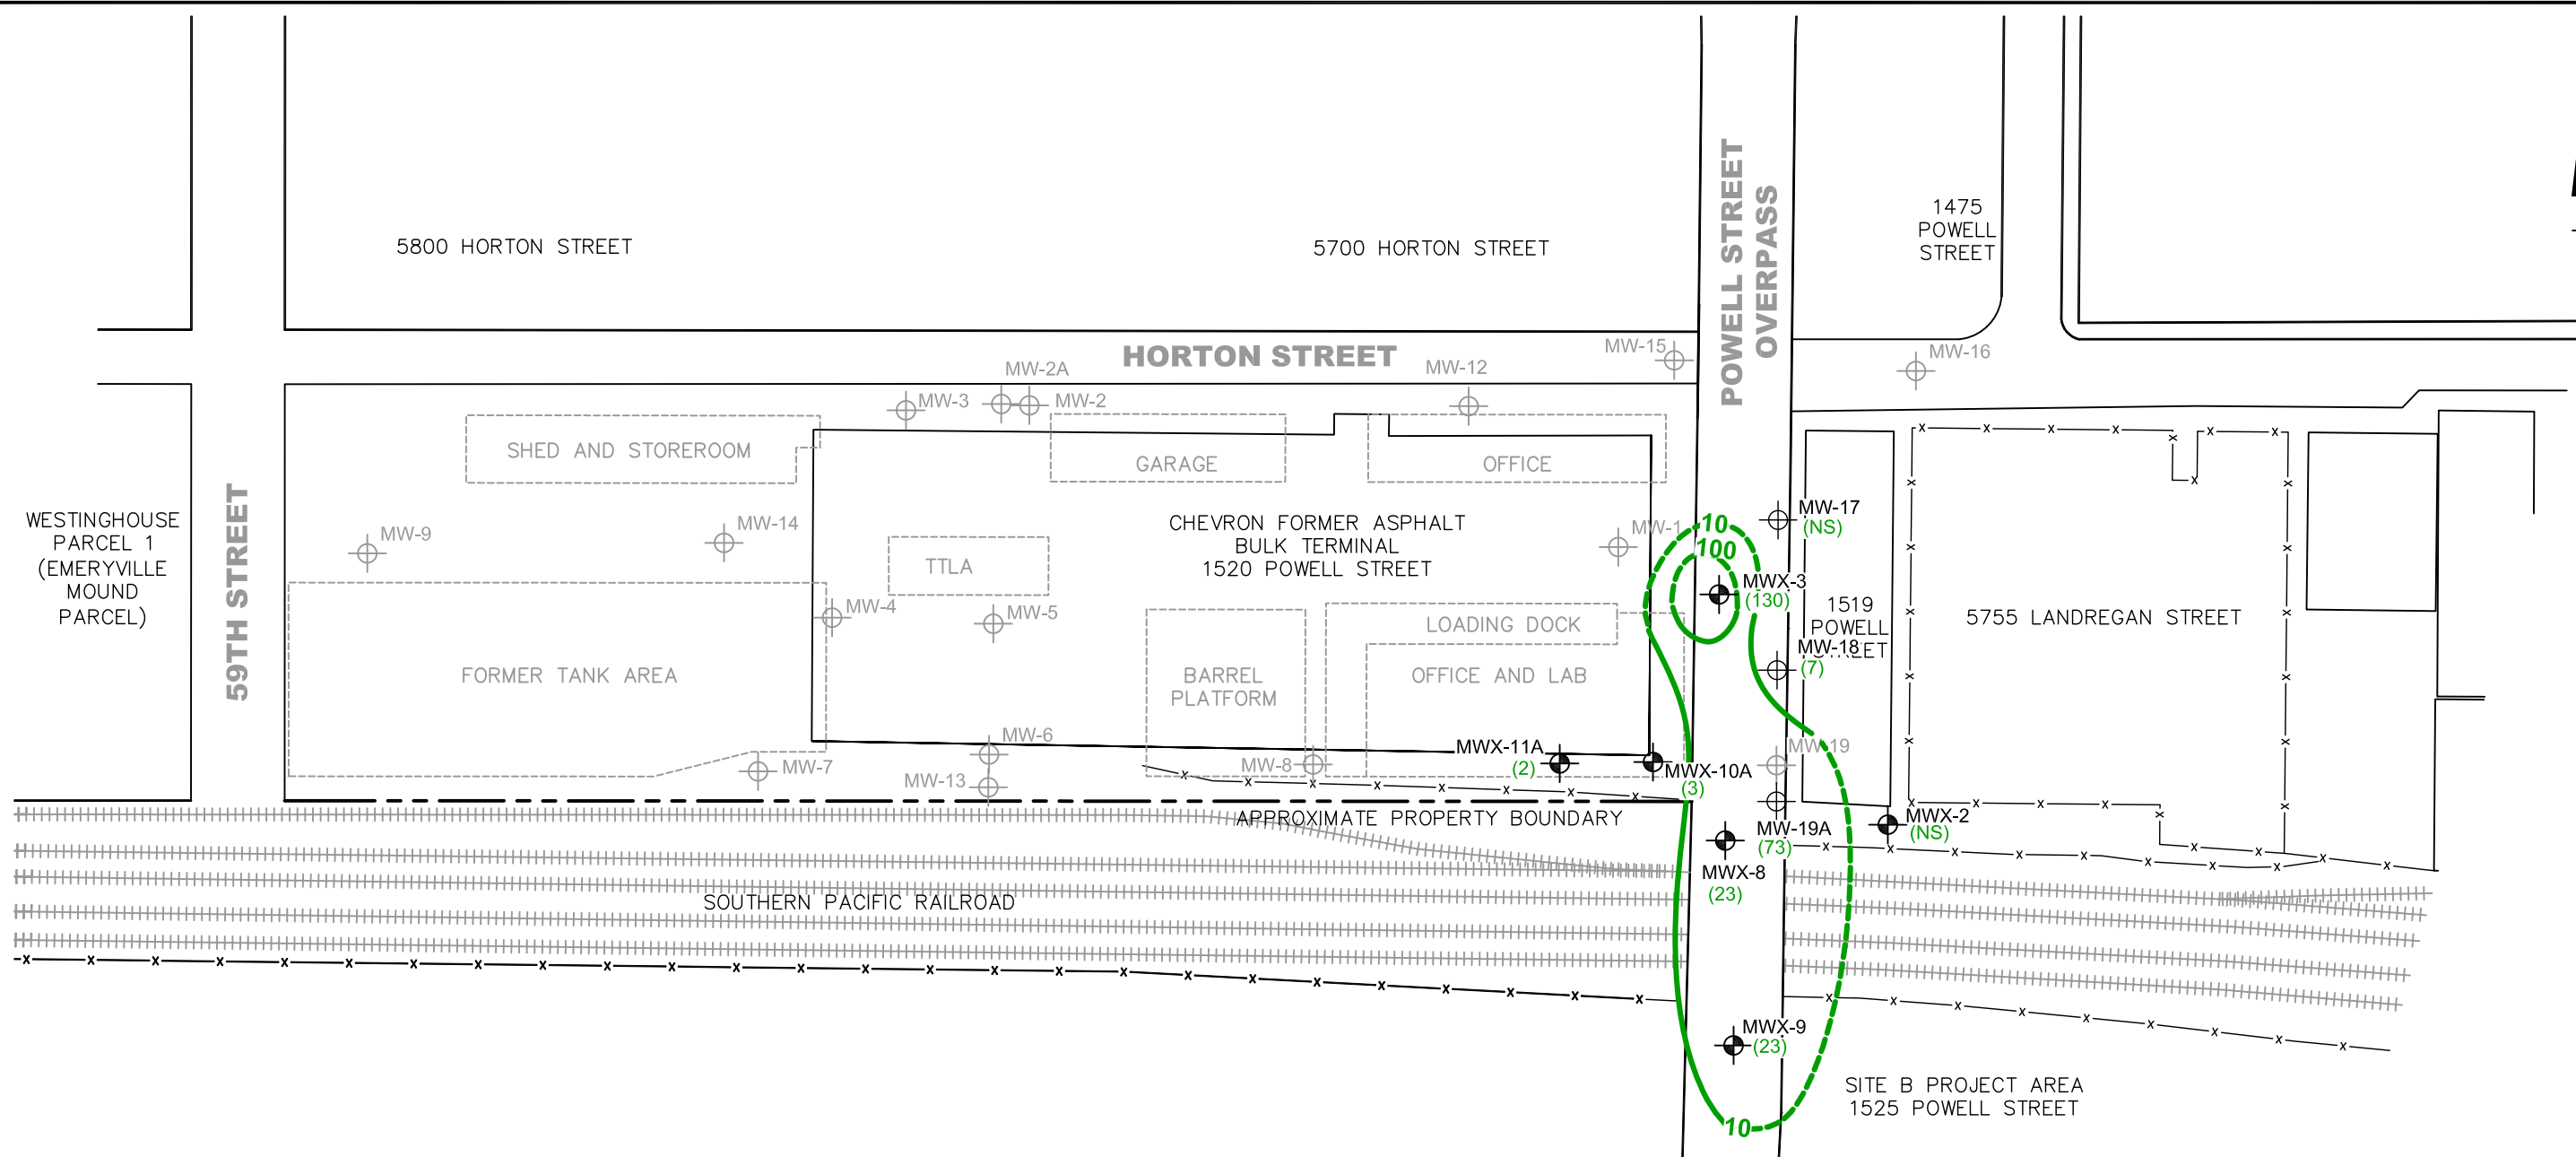 5800 HORTON STREET
5700 HORTON STREET
1475
POWELL
STREET
POWELL STREET
OVERPASS
HORTON STREET
MW-15
MW-16
MW-2A
MW-12
MW-3
MW-2
SHED AND STOREROOM
GARAGE
OFFICE
WESTINGHOUSE
PARCEL 1
(EMERYVILLE
MOUND
PARCEL)
59TH STREET
MW-9
MW-14
CHEVRON FORMER ASPHALT
BULK TERMINAL
1520 POWELL STREET
MW-1
10
100
MW-17
(NS)
TTLA
MWX-3
(130)
MW-4
MW-5
LOADING DOCK
1519
POWELL
STREET
MW-18
(7)
5755 LANDREGAN STREET
FORMER TANK AREA
BARREL
PLATFORM
OFFICE AND LAB
MW-6
MW-7
MW-13
MW-8
MWX-11A
(2)
MWX-10A
(3)
MW-19
APPROXIMATE PROPERTY BOUNDARY
MW-19A
(73)
MWX-2
(NS)
MWX-8
(23)
SOUTHERN PACIFIC RAILROAD
MWX-9
(23)
SITE B PROJECT AREA
1525 POWELL STREET
10